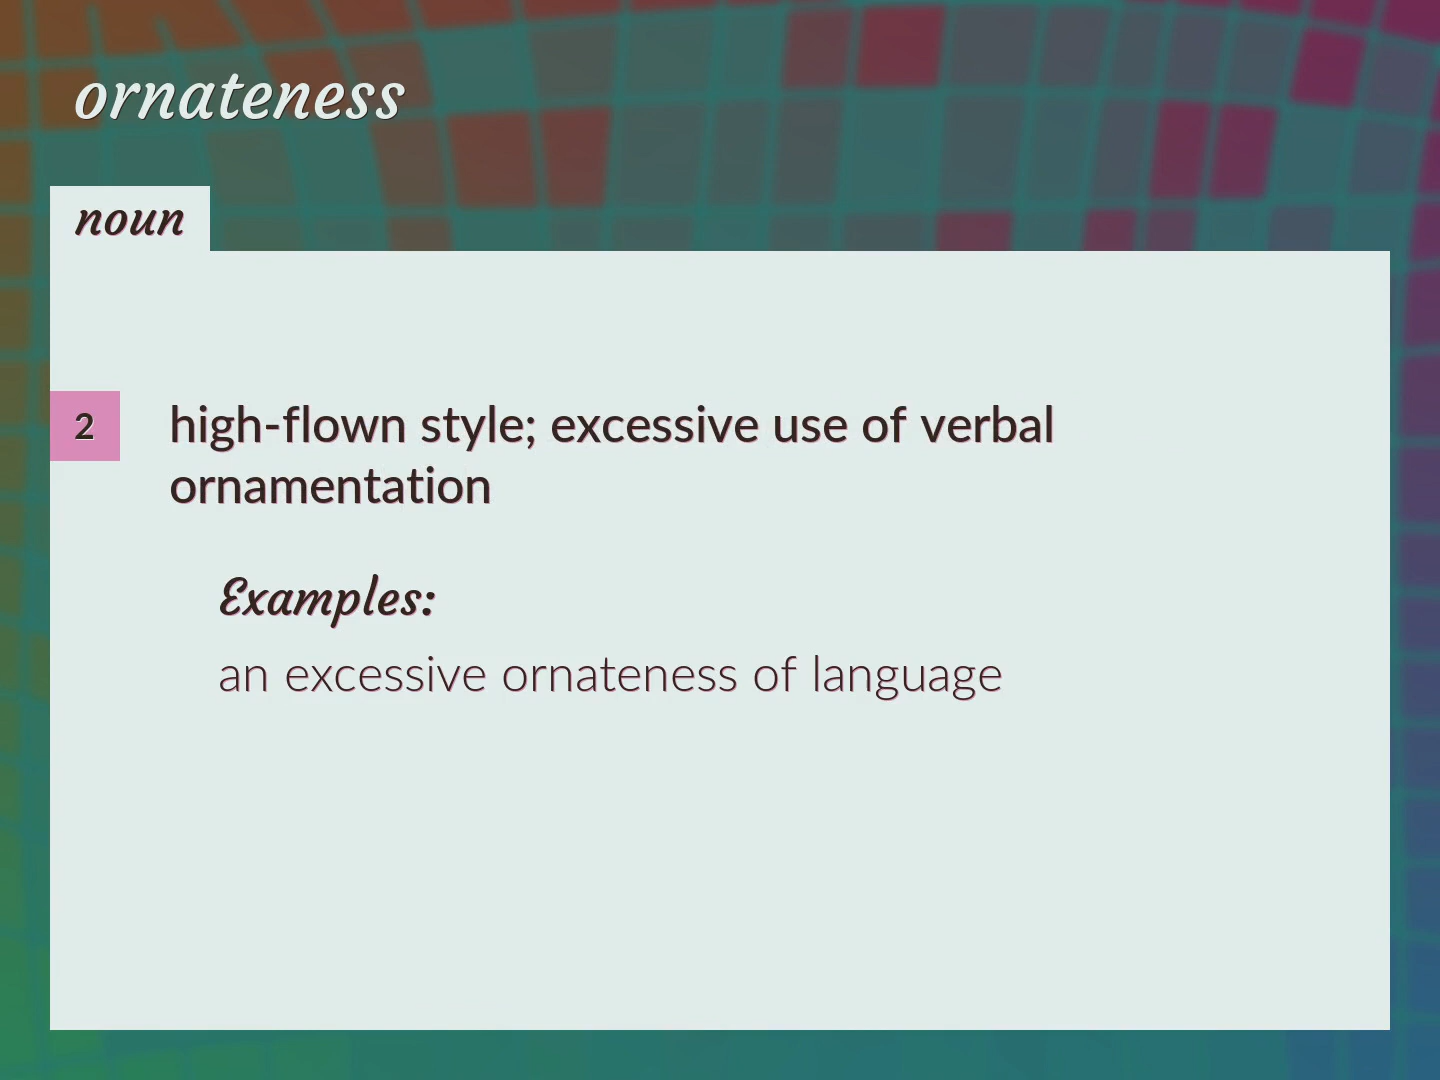 ornateness
noun
2
high-flown style; excessive use of verbal
ornamentation
Examples:
an excessive ornateness of language